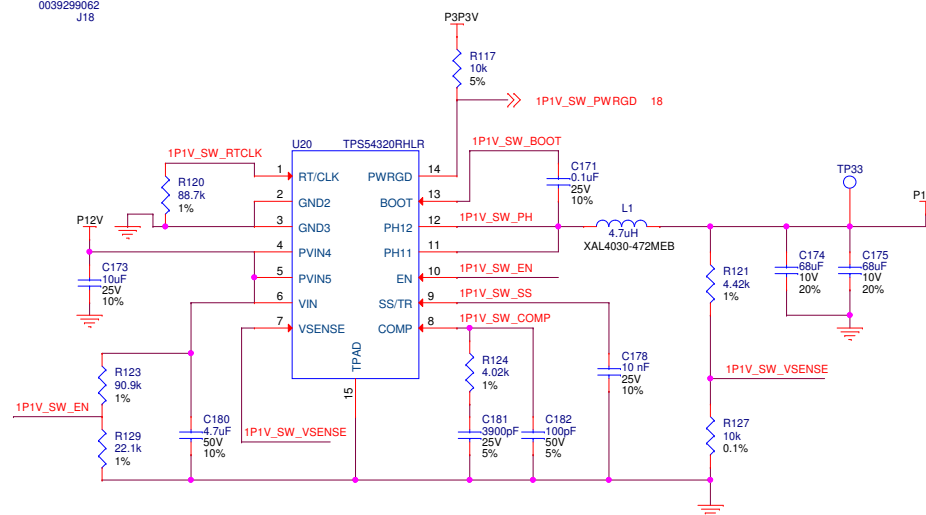 0039299062
J18
P3P3V
R117
10k
5%
1P1V_SW_PWRGD 18
U20 TPS54320RHLR
1P1V_SW_RTCLK
1P1V_SW_BOOT
R120
88.7k
1%
C171
0.1uF
25V
10%
TP33
P1
1 RT/CLK PWRGD 14
2 GND2 BOOT 13
3 GND3 PH12 12 1P1V_SW_PH
4 PVIN4 PH11 11
5 PVIN5 EN 10 1P1V_SW_EN
6 VIN SS/TR 9 1P1V_SW_SS
7 VSENSE COMP 8 1P1V_SW_COMP
TPAD
15
L1
4.7uH
XAL4030-472MEB
P12V
C173
10uF
25V
10%
R121
4.42k
1%
C174
68uF
10V
20%
C175
68uF
10V
20%
R123
90.9k
1%
1P1V_SW_EN
R129
22.1k
1%
C180
4.7uF
50V
10%
1P1V_SW_VSENSE
R124
4.02k
1%
C181
3900pF
25V
5%
C182
100pF
50V
5%
C178
10 nF
25V
10%
1P1V_SW_VSENSE
R127
10k
0.1%